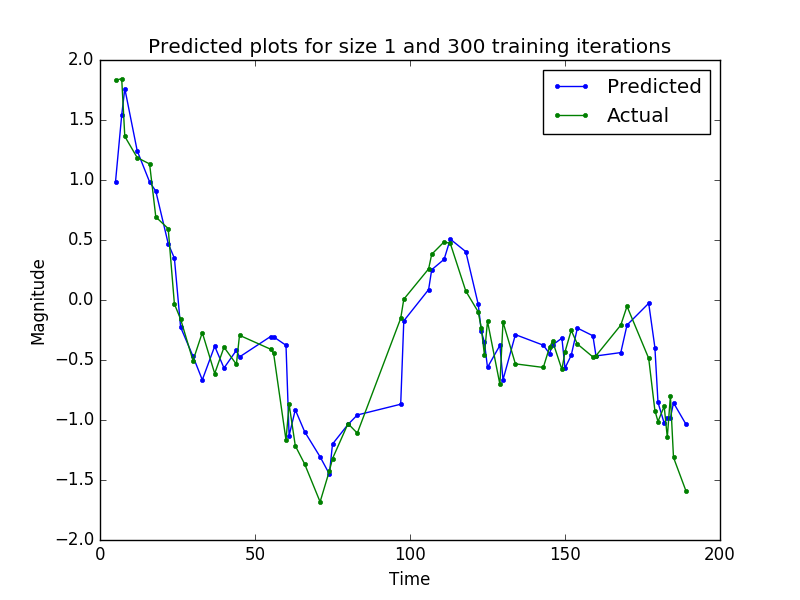 Predicted plots for size 1 and 300 training iterations
Predicted
Actual
2.0
1.5
1.0
0.5
0.0
−0.5
−1.0
−1.5
−2.0
Magnitude
0 50 100 150 200
Time